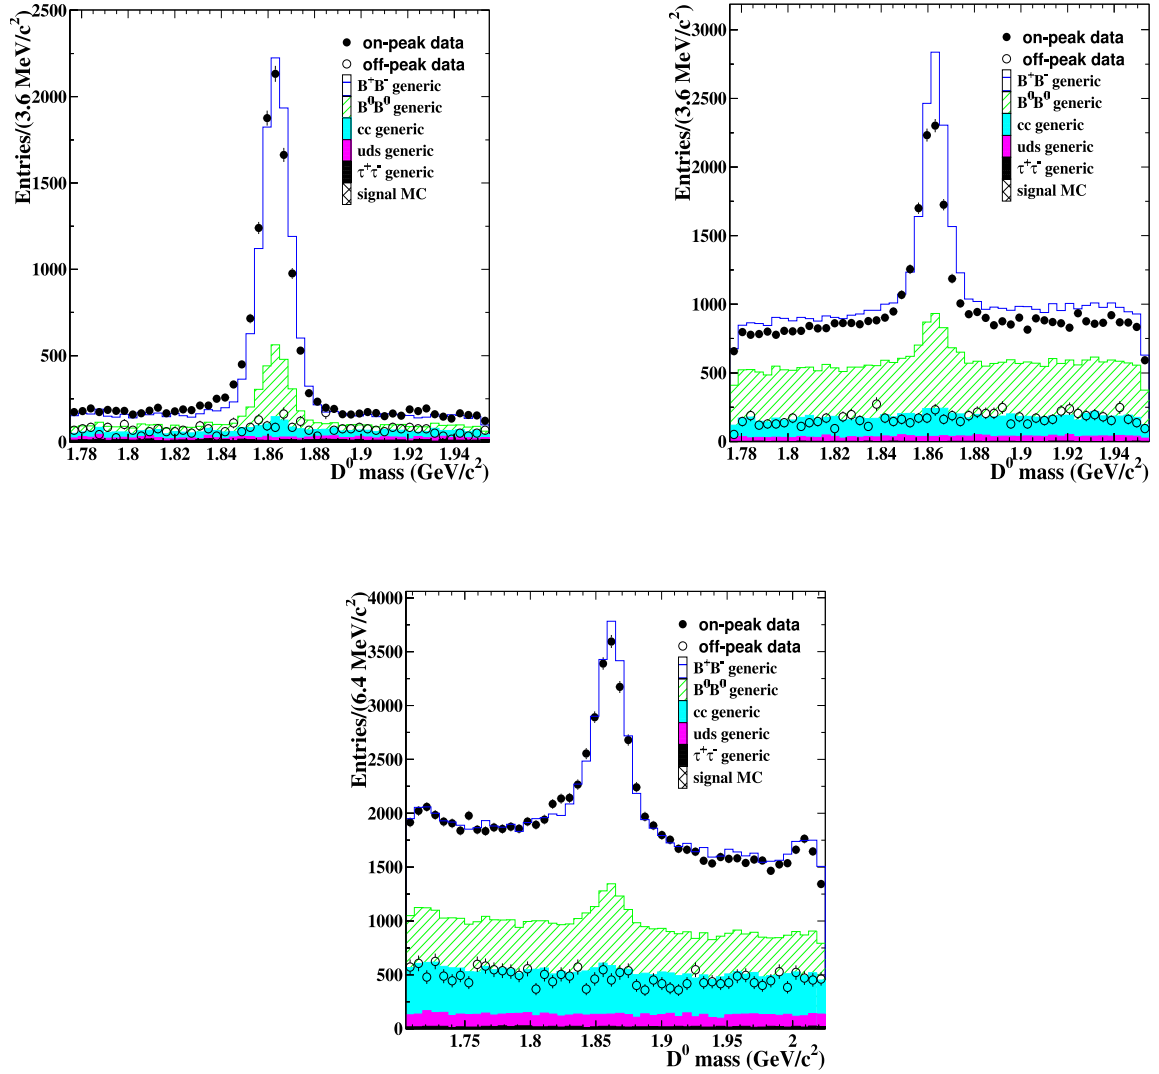 Entries/(3.6 MeV/c²)
2500
2000
1500
1000
500
0
on-peak data
off-peak data
B⁺B⁻ generic
B⁰B⁰ generic
cc generic
uds generic
τ⁺τ⁻ generic
signal MC
1.78 1.8 1.82 1.84 1.86 1.88 1.9 1.92 1.94
D⁰ mass (GeV/c²)
Entries/(3.6 MeV/c²)
3000
2500
2000
1500
1000
500
0
on-peak data
off-peak data
B⁺B⁻ generic
B⁰B⁰ generic
cc generic
uds generic
τ⁺τ⁻ generic
signal MC
1.78 1.8 1.82 1.84 1.86 1.88 1.9 1.92 1.94
D⁰ mass (GeV/c²)
Entries/(6.4 MeV/c²)
4000
3500
3000
2500
2000
1500
1000
500
0
on-peak data
off-peak data
B⁺B⁻ generic
B⁰B⁰ generic
cc generic
uds generic
τ⁺τ⁻ generic
signal MC
1.75 1.8 1.85 1.9 1.95 2
D⁰ mass (GeV/c²)